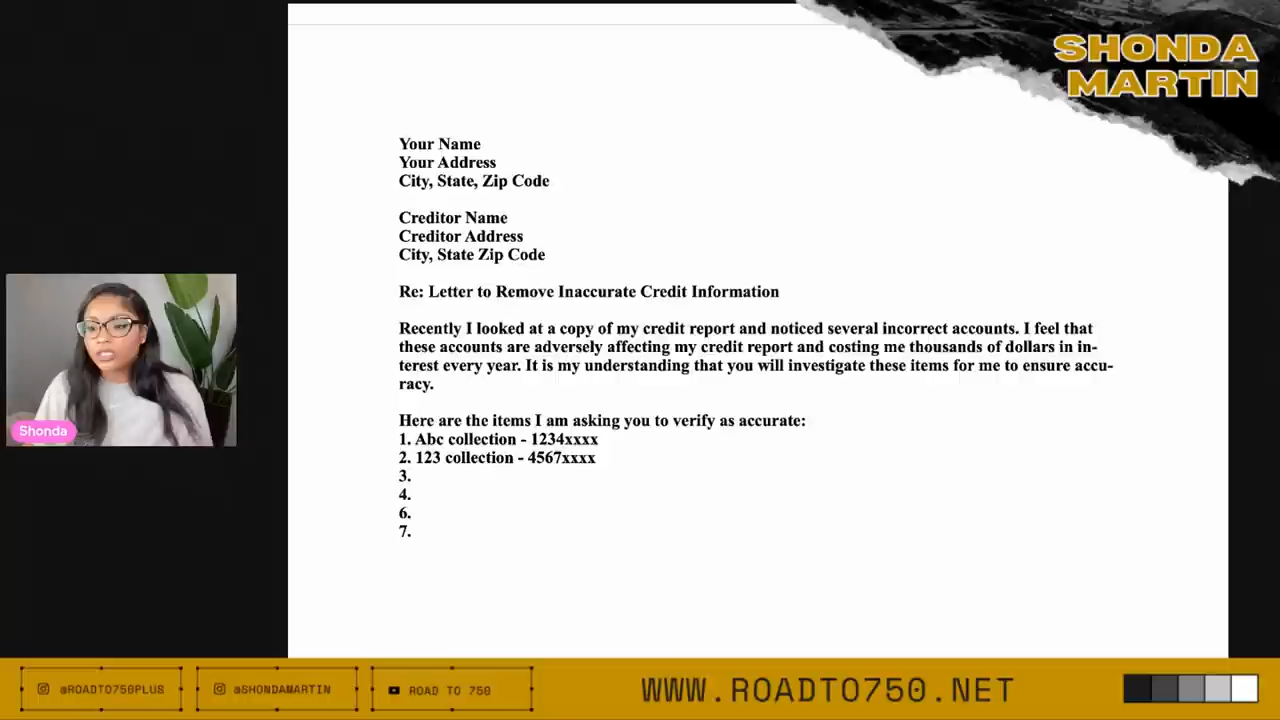 SHONDA
MARTIN
Your Name
Your Address
City, State, Zip Code
Creditor Name
Creditor Address
City, State Zip Code
Re: Letter to Remove Inaccurate Credit Information
Recently I looked at a copy of my credit report and noticed several incorrect accounts. I feel that
these accounts are adversely affecting my credit report and costing me thousands of dollars in in-
terest every year. It is my understanding that you will investigate these items for me to ensure accu-
racy.
Here are the items I am asking you to verify as accurate:
1. Abc collection - 1234xxxx
2. 123 collection - 4567xxxx
3.
4.
6.
7.
Shonda
@ROADTO750PLUS
@SHONDAMARTIN
ROAD TO 750
WWW.ROADTO750.NET